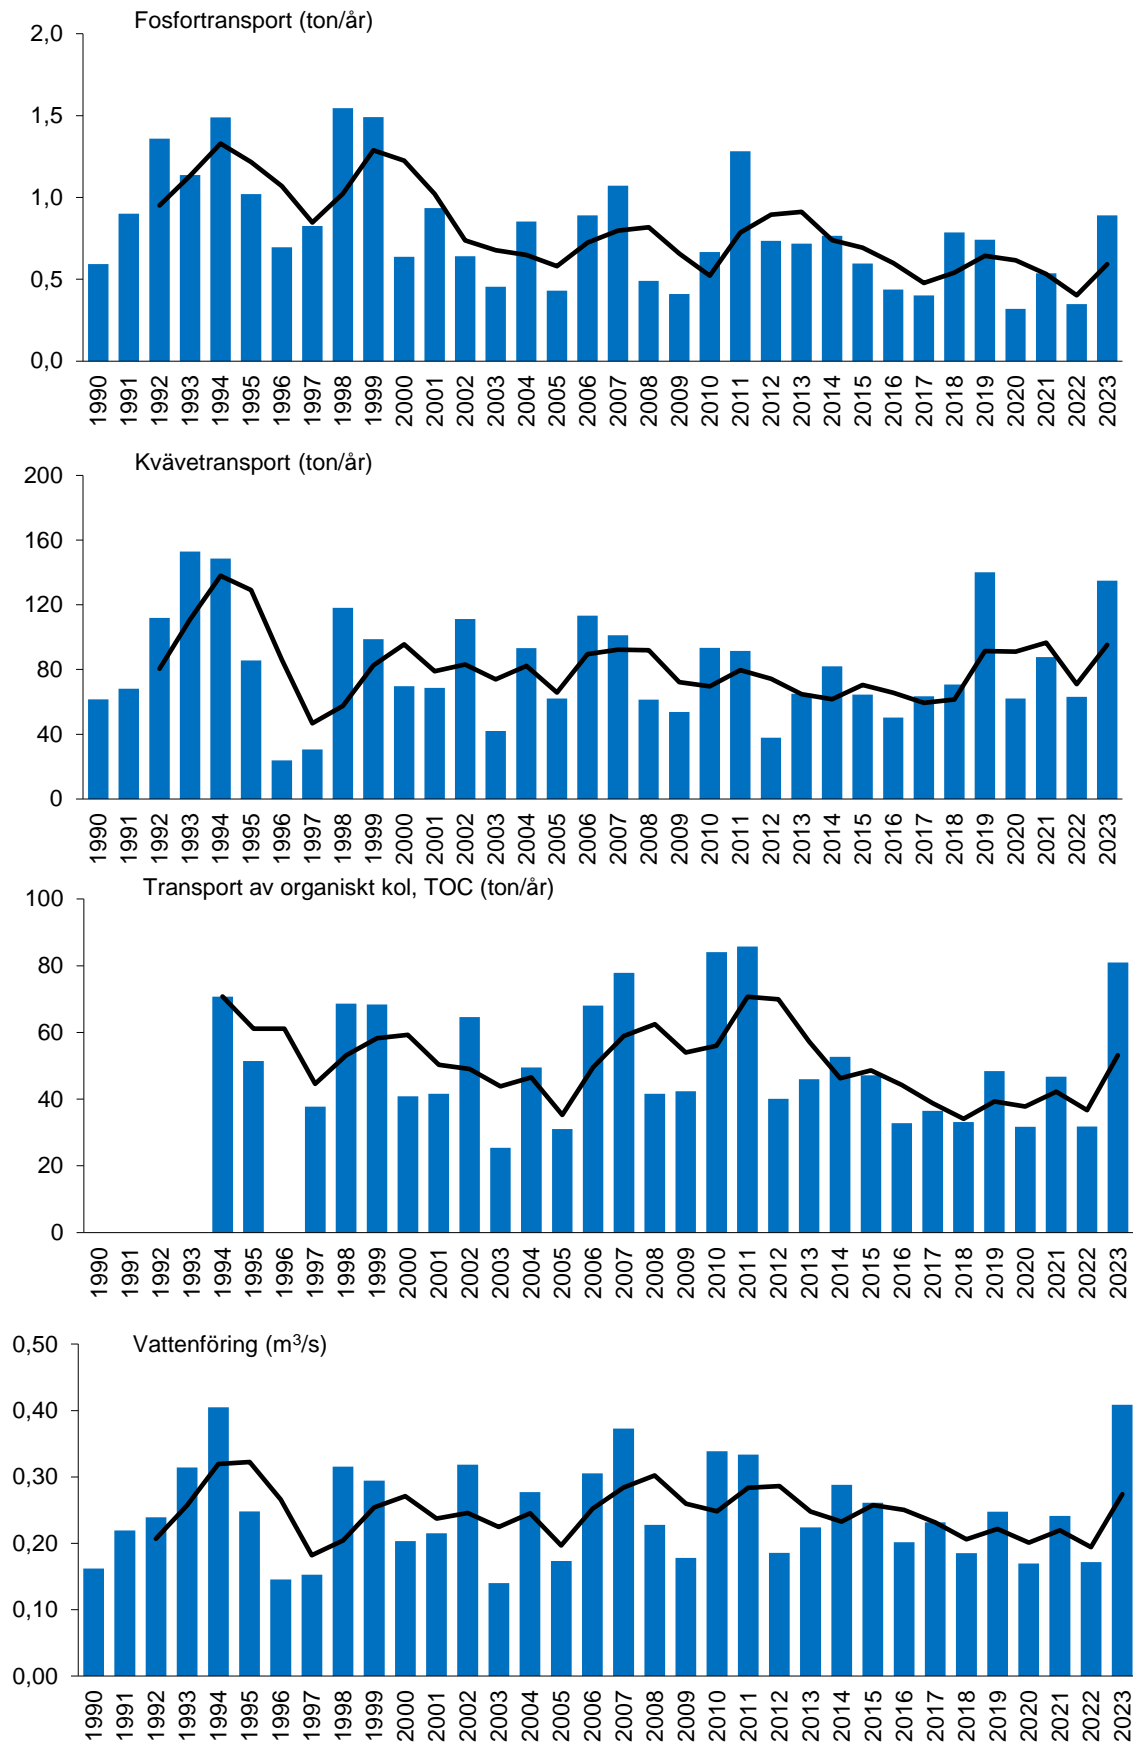 Fosfortransport (ton/år)
2,0
1,5
1,0
0,5
0,0
1990 1991 1992 1993 1994 1995 1996 1997 1998 1999 2000 2001 2002 2003 2004 2005 2006 2007 2008 2009 2010 2011 2012 2013 2014 2015 2016 2017 2018 2019 2020 2021 2022 2023
Kvävetransport (ton/år)
200
160
120
80
40
0
1990 1991 1992 1993 1994 1995 1996 1997 1998 1999 2000 2001 2002 2003 2004 2005 2006 2007 2008 2009 2010 2011 2012 2013 2014 2015 2016 2017 2018 2019 2020 2021 2022 2023
Transport av organiskt kol, TOC (ton/år)
100
80
60
40
20
0
1990 1991 1992 1993 1994 1995 1996 1997 1998 1999 2000 2001 2002 2003 2004 2005 2006 2007 2008 2009 2010 2011 2012 2013 2014 2015 2016 2017 2018 2019 2020 2021 2022 2023
Vattenföring (m³/s)
0,50
0,40
0,30
0,20
0,10
0,00
1990 1991 1992 1993 1994 1995 1996 1997 1998 1999 2000 2001 2002 2003 2004 2005 2006 2007 2008 2009 2010 2011 2012 2013 2014 2015 2016 2017 2018 2019 2020 2021 2022 2023